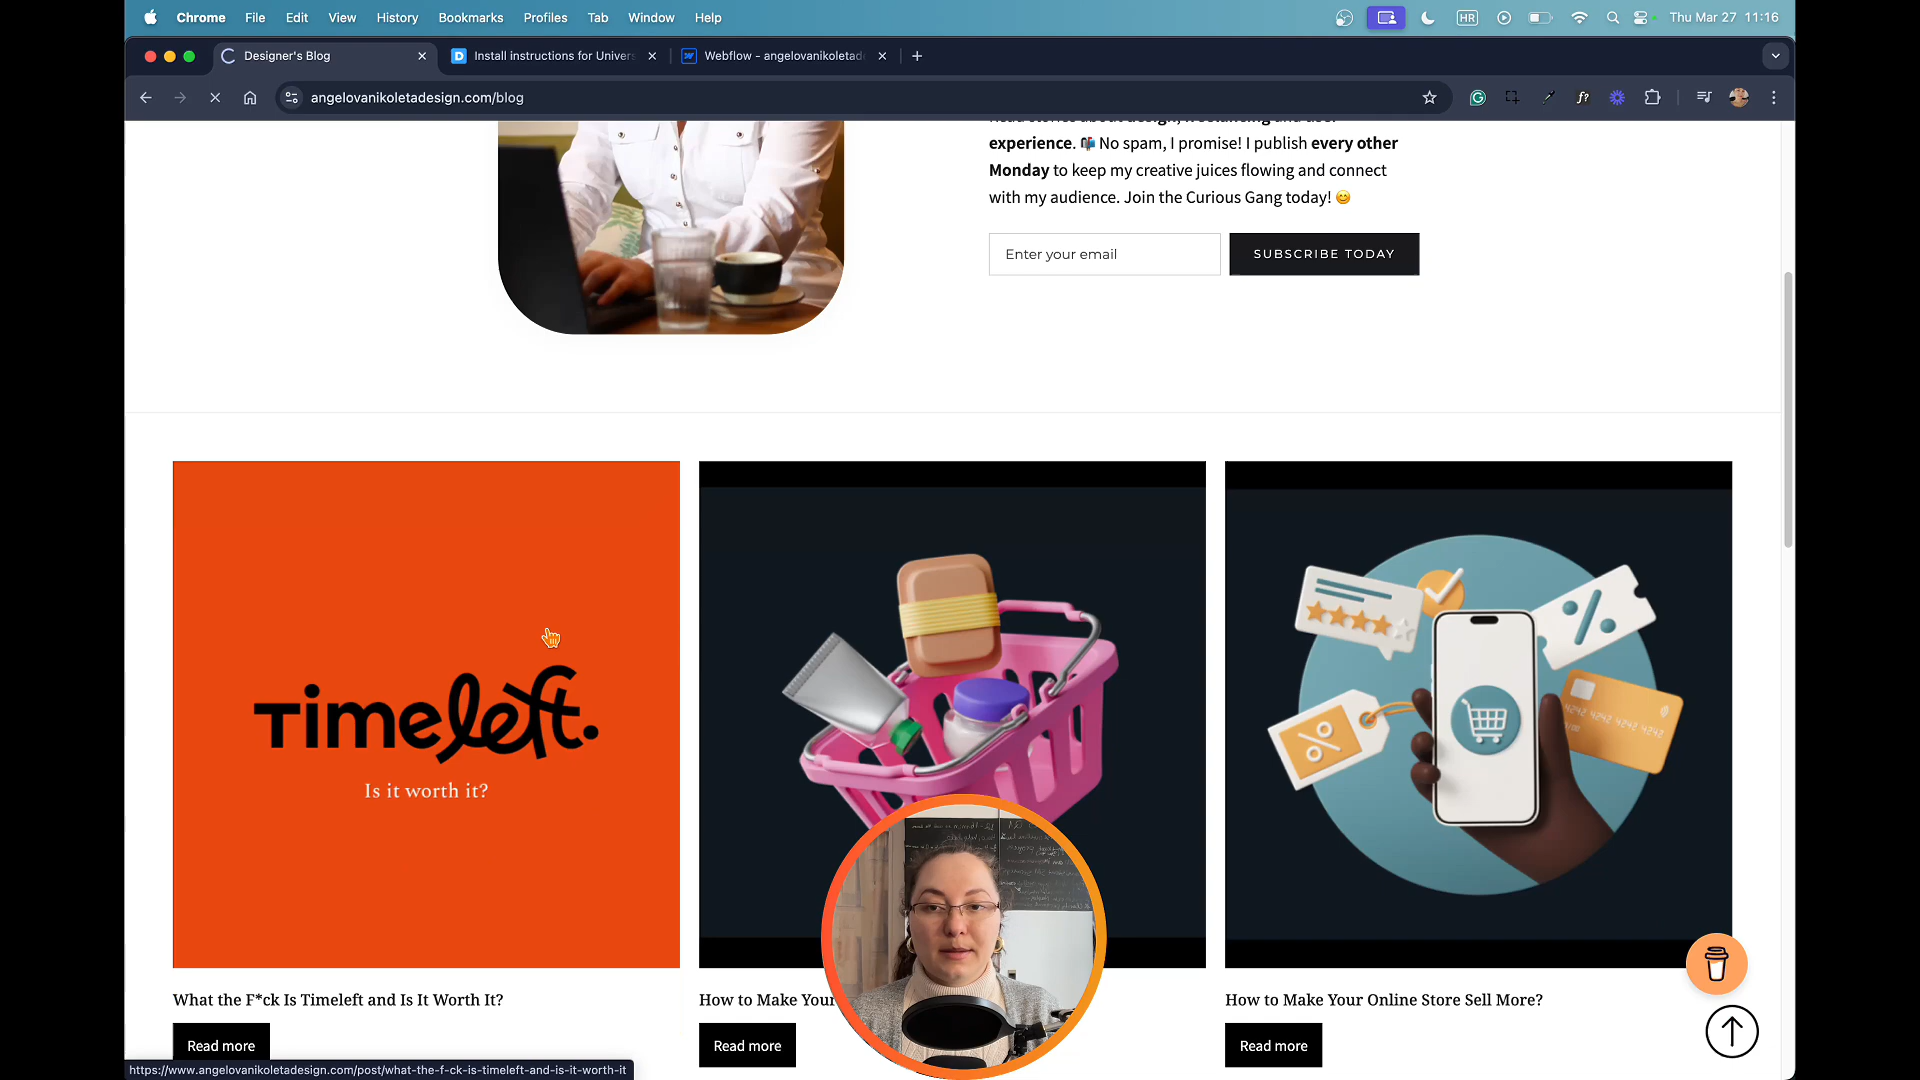 Chrome File Edit View History Bookmarks Profiles Tab Window Help
HR
Thu Mar 27 11:16
Designer's Blog
Install instructions for Univers
Webflow - angelovanikoletade
angelovanikoletadesign.com/blog
experience. 📬 No spam, I promise! I publish every other
Monday to keep my creative juices flowing and connect
with my audience. Join the Curious Gang today! 😊
Enter your email
SUBSCRIBE TODAY
Timeleft.
Is it worth it?
What the F*ck Is Timeleft and Is It Worth It?
How to Make Your
How to Make Your Online Store Sell More?
Read more
Read more
Read more
https://www.angelovanikoletadesign.com/post/what-the-f-ck-is-timeleft-and-is-it-worth-it